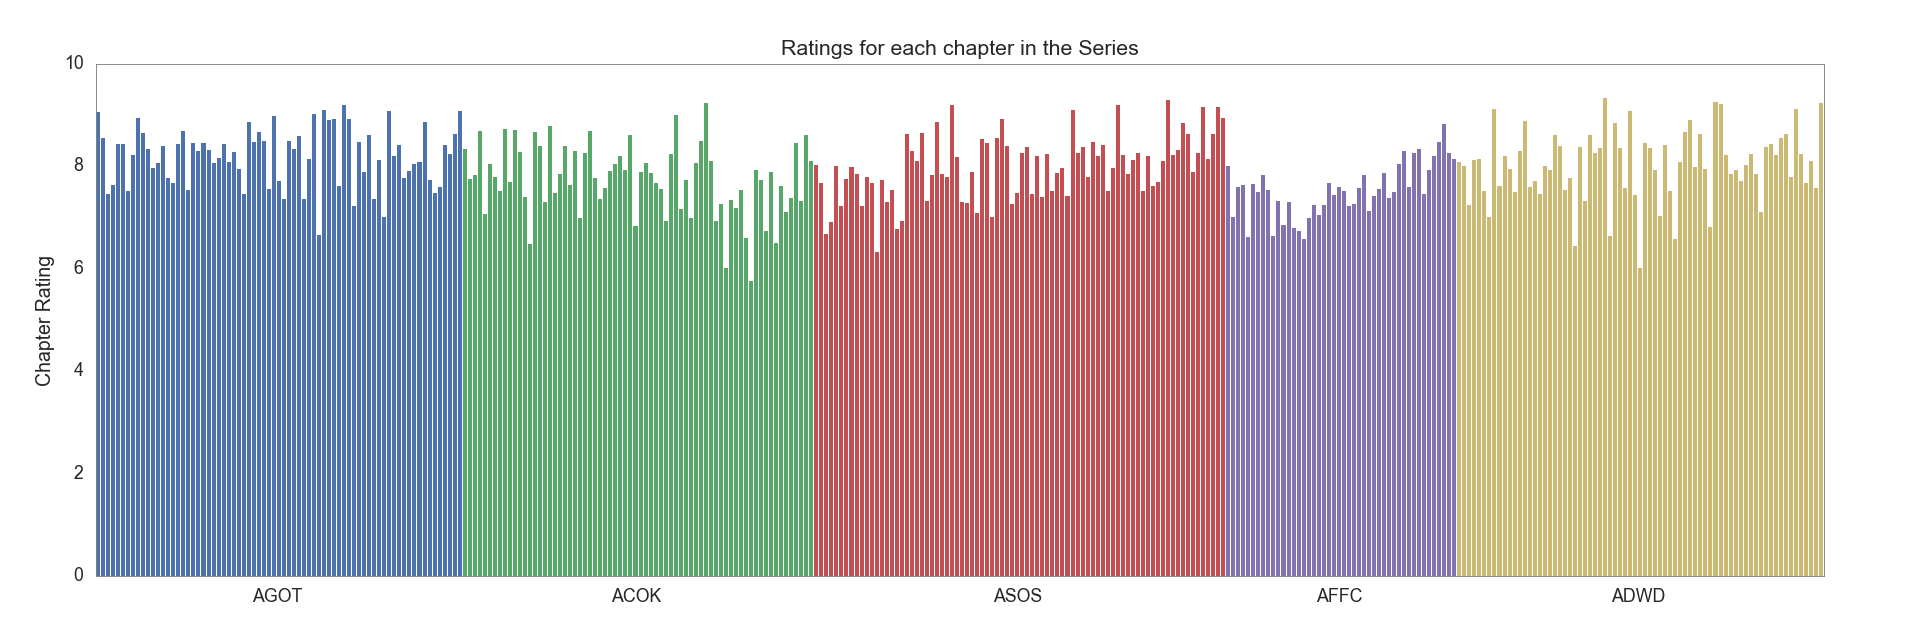 Ratings for each chapter in the Series
10
8
6
4
2
0
Chapter Rating
AGOT
ACOK
ASOS
AFFC
ADWD